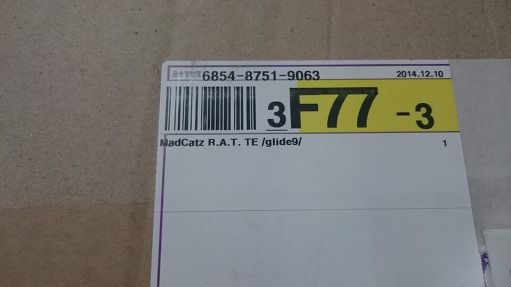 6854-8751-9063 2014.12.10
3F77 -3
MadCatz R.A.T. TE /glide9/ 1